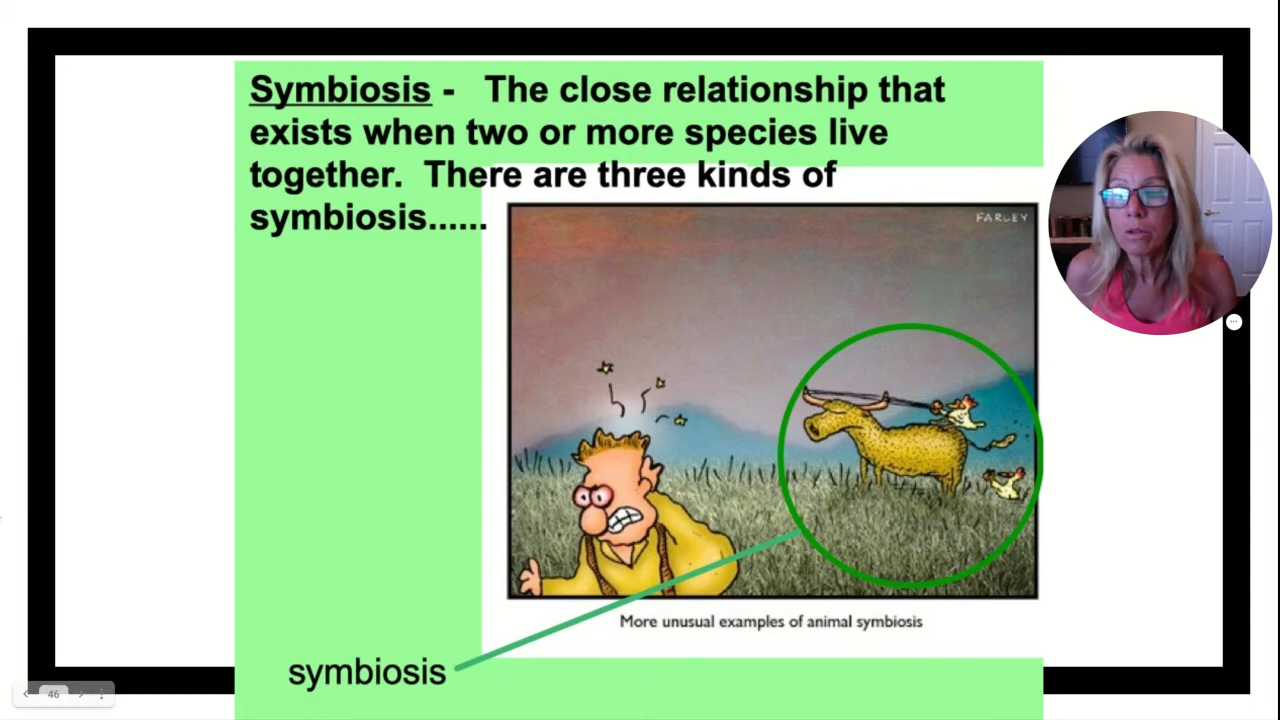 Symbiosis -   The close relationship that
exists when two or more species live
together.  There are three kinds of
symbiosis......
FARLEY
More unusual examples of animal symbiosis
symbiosis
46